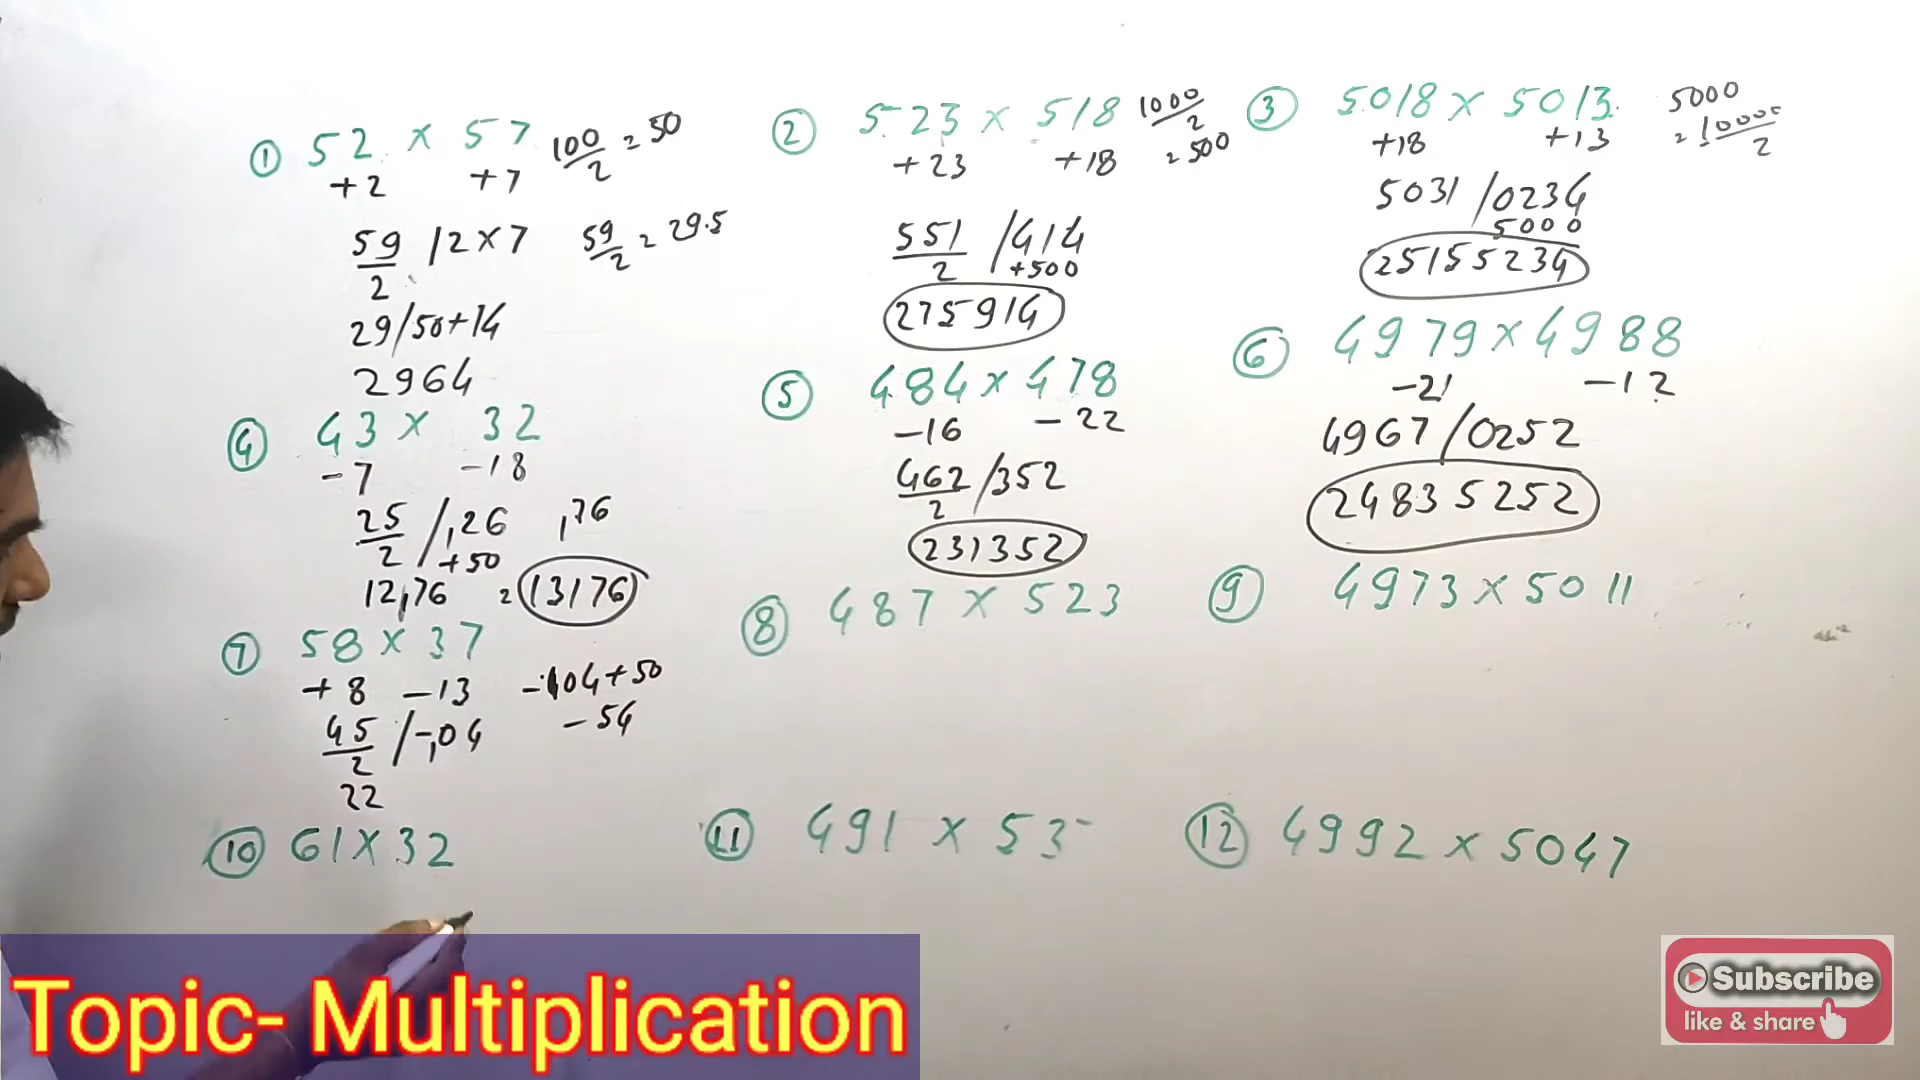 ① 52 × 57 100/2 = 50
+2 +7
59/2 / 2×7 59/2 = 29.5
29/50+14
2964
② 523 × 518 1000/2
+23 +18 = 500
551/2 /414
+500
275914
③ 5018 × 5013 5000
+18 +13 = 10000/2
5031 /0234
5000
25155234
④ 43 × 32
-7 -18
25/2 /,26 ,76
+50
12,76 = 13176
⑤ 484 × 478
-16 -22
462/2 /352
231352
⑥ 4979 × 4988
-21 -12
4967/0252
24835252
⑦ 58 × 37
+8 -13 -104+50
45/2 /-,04 -54
22
⑧ 487 × 523
⑨ 4973 × 5011
⑩ 61×32
⑪ 491 × 53
⑫ 4992 × 5047
Topic- Multiplication
Subscribe
like & share